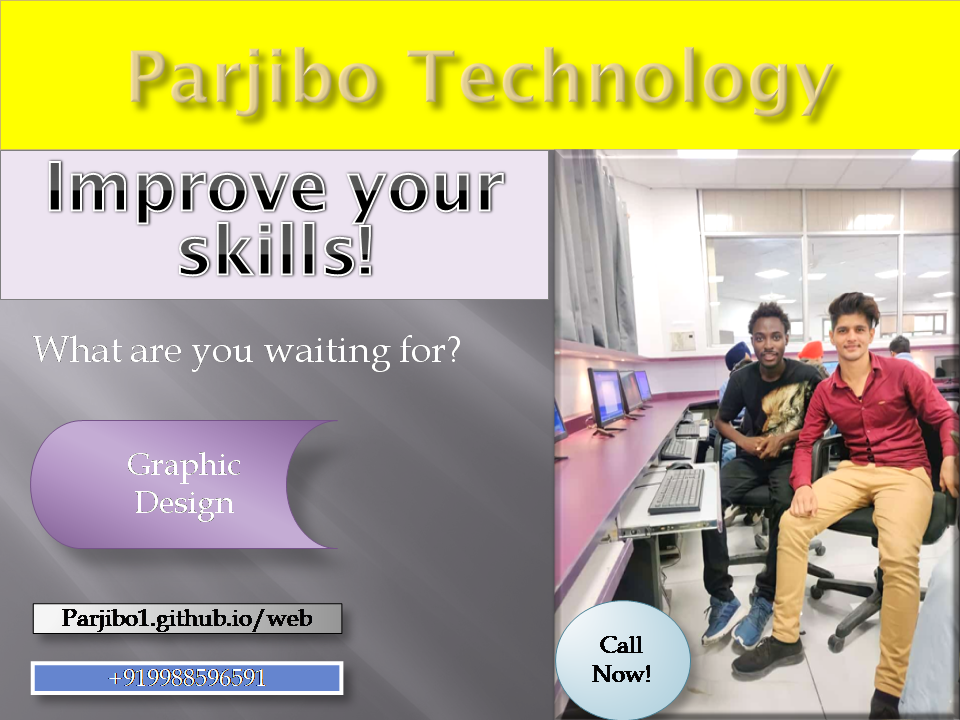 Parjibo Technology
Improve your
skills!
What are you waiting for?
Graphic
Design
Parjibo1.github.io/web
+919988596591
Call
Now!